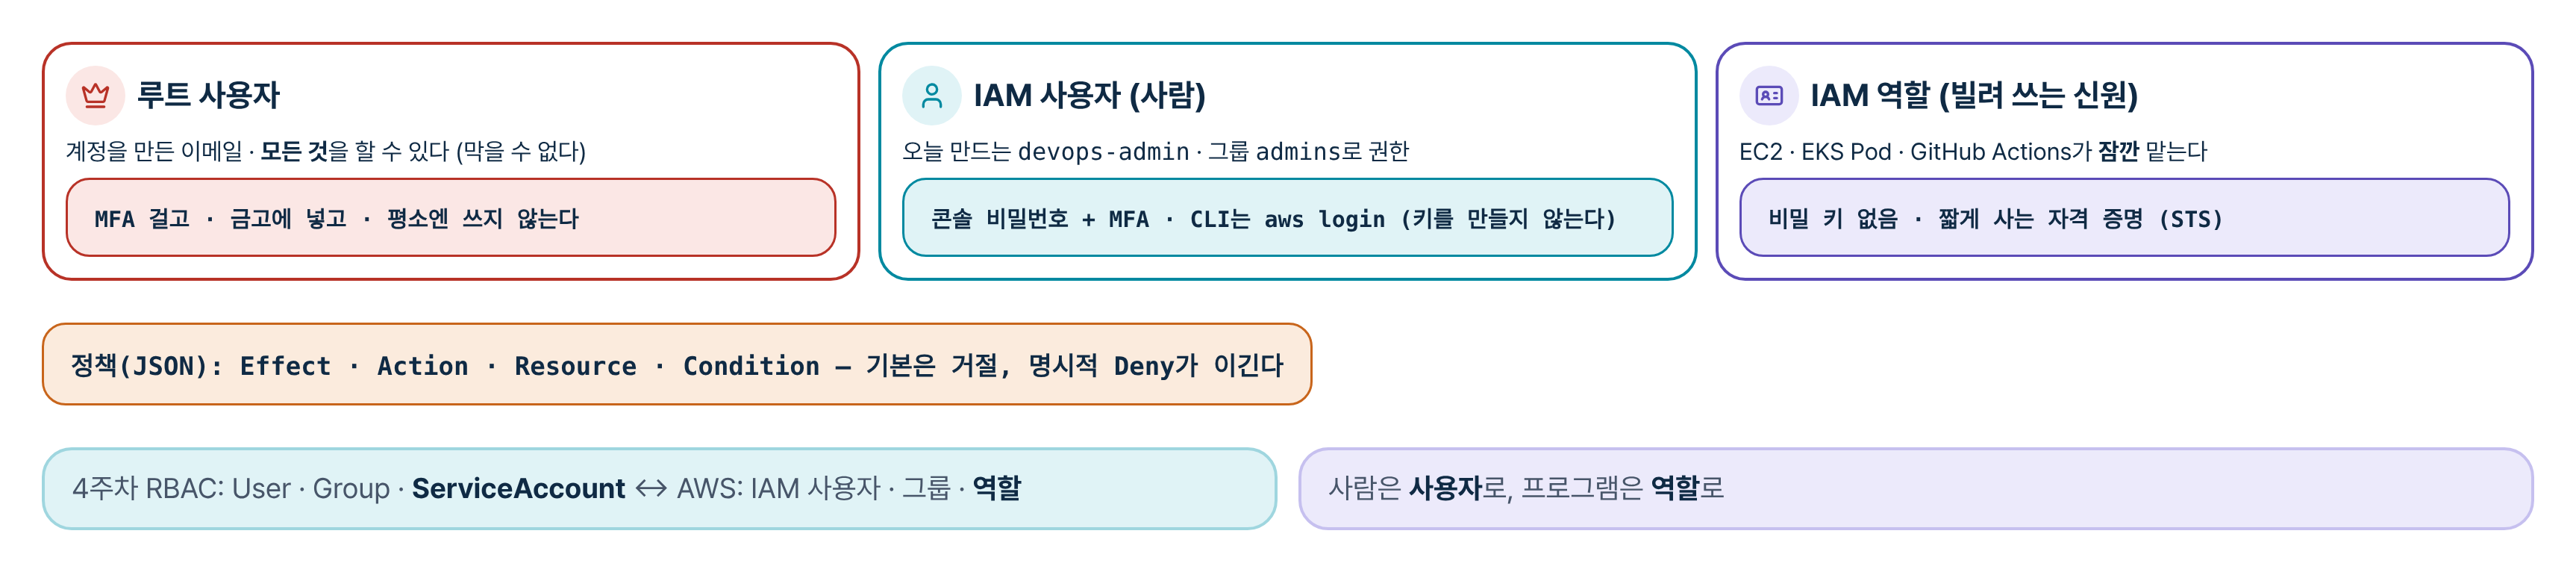 루트 사용자
계정을 만든 이메일 · 모든 것을 할 수 있다 (막을 수 없다)
MFA 걸고 · 금고에 넣고 · 평소엔 쓰지 않는다
IAM 사용자 (사람)
오늘 만드는 devops-admin · 그룹 admins로 권한
콘솔 비밀번호 + MFA · CLI는 aws login (키를 만들지 않는다)
IAM 역할 (빌려 쓰는 신원)
EC2 · EKS Pod · GitHub Actions가 잠깐 맡는다
비밀 키 없음 · 짧게 사는 자격 증명 (STS)
정책(JSON): Effect · Action · Resource · Condition — 기본은 거절, 명시적 Deny가 이긴다
4주차 RBAC: User · Group · ServiceAccount ↔ AWS: IAM 사용자 · 그룹 · 역할
사람은 사용자로, 프로그램은 역할로